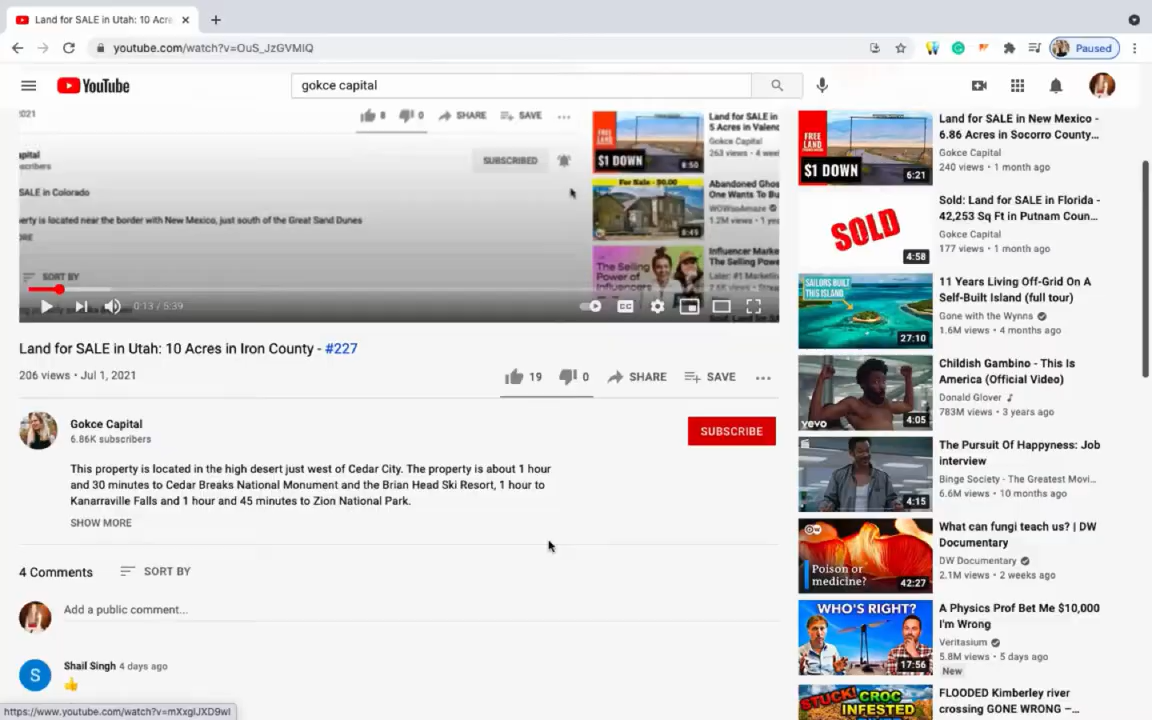 Land for SALE in Utah: 10 Acre
youtube.com/watch?v=OuS_JzGVMIQ
Paused
YouTube
gokce capital
2021
8
0
SHARE
SAVE
SUBSCRIBED
SALE in Colorado
erty is located near the border with New Mexico, just south of the Great Sand Dunes
SORT BY
$1 DOWN
6:50
Land for SALE in
5 Acres in Valenc
Gokce Capital
263 views • 4 wee
For Sale - $0.00
8:45
Abandoned Ghos
One Wants To Bu
WOWsoAmaze
1.2M views • 1 ye
The Selling
Power of
Influencers
Influencer Marke
The Selling Powe
Later: #1 Marketin
0:13 / 5:39
CC
Land for SALE in Utah: 10 Acres in Iron County - #227
206 views • Jul 1, 2021
19
0
SHARE
SAVE
Gokce Capital
6.86K subscribers
SUBSCRIBE
This property is located in the high desert just west of Cedar City. The property is about 1 hour
and 30 minutes to Cedar Breaks National Monument and the Brian Head Ski Resort, 1 hour to
Kanarraville Falls and 1 hour and 45 minutes to Zion National Park.
SHOW MORE
4 Comments
SORT BY
Add a public comment...
S
Shail Singh 4 days ago
https://www.youtube.com/watch?v=mXxglJXD9wI
FREE
LAND
$1 DOWN
6:21
Land for SALE in New Mexico -
6.86 Acres in Socorro County...
Gokce Capital
240 views • 1 month ago
SOLD
4:58
Sold: Land for SALE in Florida -
42,253 Sq Ft in Putnam Coun...
Gokce Capital
177 views • 1 month ago
SAILORS BUILT
THIS ISLAND
27:10
11 Years Living Off-Grid On A
Self-Built Island (full tour)
Gone with the Wynns
1.6M views • 4 months ago
vevo
4:05
Childish Gambino - This Is
America (Official Video)
Donald Glover
783M views • 3 years ago
4:15
The Pursuit Of Happyness: Job
interview
Binge Society - The Greatest Movi...
6.6M views • 10 months ago
Poison or
medicine?
42:27
What can fungi teach us? | DW
Documentary
DW Documentary
2.1M views • 2 weeks ago
WHO'S RIGHT?
17:56
A Physics Prof Bet Me $10,000
I'm Wrong
Veritasium
5.8M views • 5 days ago
New
STUCK! CROC
INFESTED
FLOODED Kimberley river
crossing GONE WRONG –...